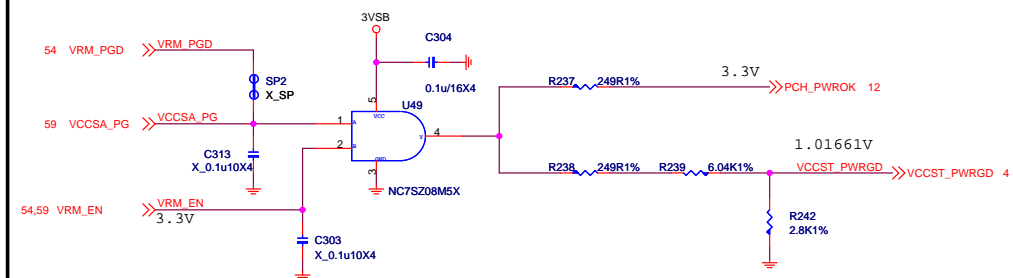 3VSB
54 VRM_PGD VRM_PGD
C304
0.1u/16X4
SP2
X_SP
R237 249R1% 3.3V
PCH_PWROK 12
U49
5
VCC
59 VCCSA_PG VCCSA_PG
1 A
Y 4
2 B
GND
3
NC7SZ08M5X
C313
X_0.1u10X4
1.01661V
R238 249R1% R239 6.04K1% VCCST_PWRGD
VCCST_PWRGD 4
54,59 VRM_EN VRM_EN
3.3V
R242
2.8K1%
C303
X_0.1u10X4